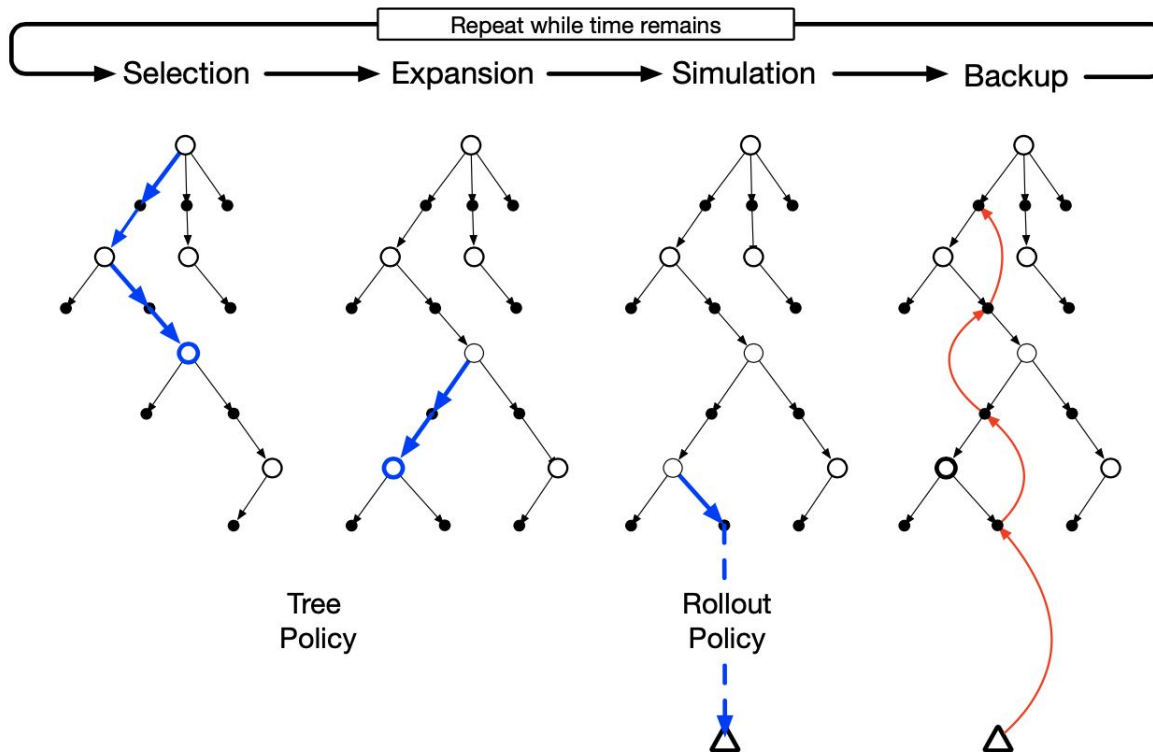 Repeat while time remains
Selection
Expansion
Simulation
Backup
Tree
Policy
Rollout
Policy